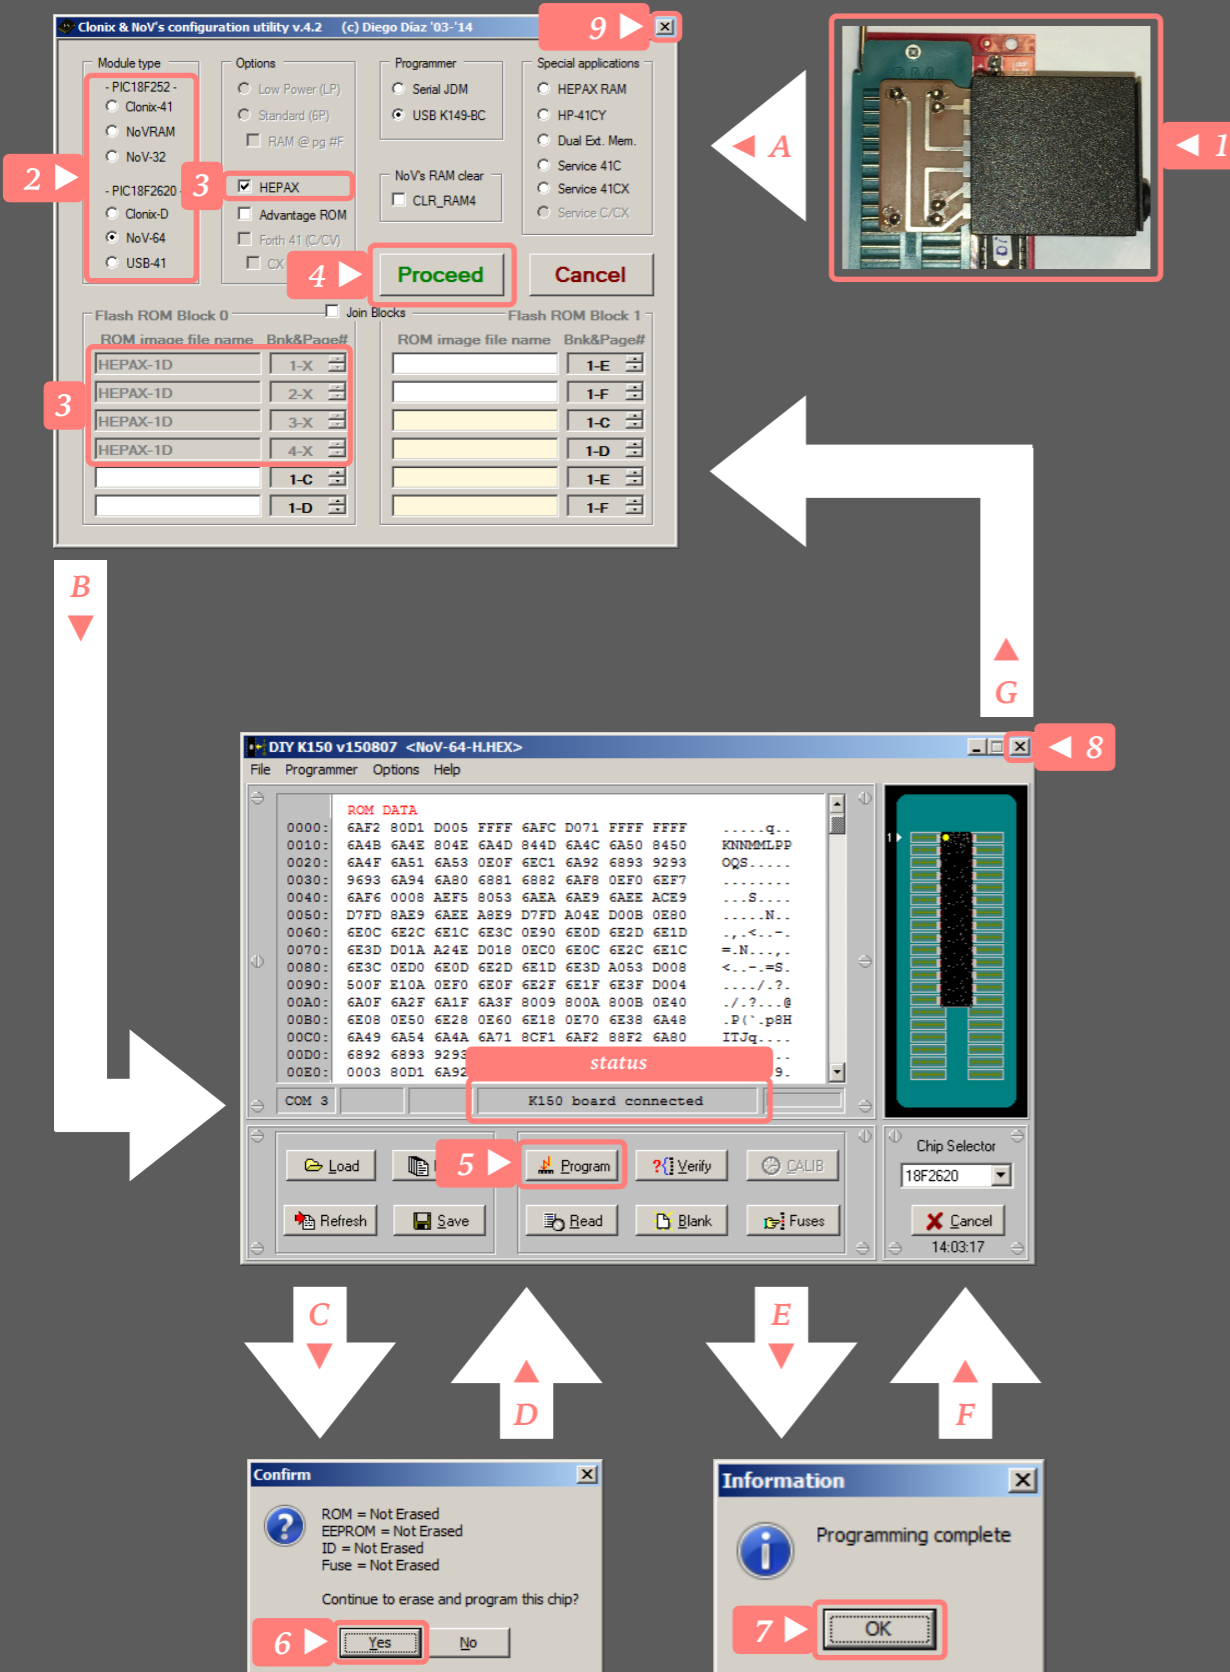 Clonix & NoV's configuration utility v.4.2 (c) Diego Díaz '03-'14
9
Module type
- PIC18F252 -
Clonix-41
NoVRAM
NoV-32
- PIC18F2620 -
Clonix-D
NoV-64
USB-41
2
Options
Low Power (LP)
Standard (6P)
RAM @ pg #F
3
HEPAX
Advantage ROM
Forth 41 (C/CV)
CX
Programmer
Serial JDM
USB K149-BC
NoV's RAM clear
CLR_RAM4
Special applications
HEPAX RAM
HP-41CY
Dual Ext. Mem.
Service 41C
Service 41CX
Service C/CX
4
Proceed
Cancel
Flash ROM Block 0
Join Blocks
Flash ROM Block 1
ROM image file name Bnk&Page#
ROM image file name Bnk&Page#
3
HEPAX-1D 1-X 1-E
HEPAX-1D 2-X 1-F
HEPAX-1D 3-X 1-C
HEPAX-1D 4-X 1-D
1-C 1-E
1-D 1-F
A
1
B
G
DIY K150 v150807 <NoV-64-H.HEX>
8
File Programmer Options Help
ROM DATA
0000: 6AF2 80D1 D005 FFFF 6AFC D071 FFFF FFFF .....q..
0010: 6A4B 6A4E 804E 6A4D 844D 6A4C 6A50 8450 KNNMMLPP
0020: 6A4F 6A51 6A53 0E0F 6EC1 6A92 6893 9293 OQS.....
0030: 9693 6A94 6A80 6881 6882 6AF8 0EF0 6EF7 ........
0040: 6AF6 0008 AEF5 8053 6AEA 6AE9 6AEE ACE9 ...S....
0050: D7FD 8AE9 6AEE A8E9 D7FD A04E D00B 0E80 .....N..
0060: 6E0C 6E2C 6E1C 6E3C 0E90 6E0D 6E2D 6E1D .,.<..-.
0070: 6E3D D01A A24E D018 0EC0 6E0C 6E2C 6E1C =.N...,.
0080: 6E3C 0ED0 6E0D 6E2D 6E1D 6E3D A053 D008 <..-.=S.
0090: 500F E10A 0EF0 6E0F 6E2F 6E1F 6E3F D004 ..../.?.
00A0: 6A0F 6A2F 6A1F 6A3F 8009 800A 800B 0E40 ./.?...@
00B0: 6E08 0E50 6E28 0E60 6E18 0E70 6E38 6A48 .P(`.p8H
00C0: 6A49 6A54 6A4A 6A71 8CF1 6AF2 88F2 6A80 ITJq....
00D0: 6892 6893 9293 ..
00E0: 0003 80D1 6A92 9.
status
COM 3 K150 board connected
1
Load
5
Program
Verify
CALIB
Refresh
Save
Read
Blank
Fuses
Chip Selector
18F2620
Cancel
14:03:17
C
D
E
F
Confirm
ROM = Not Erased
EEPROM = Not Erased
ID = Not Erased
Fuse = Not Erased
Continue to erase and program this chip?
6
Yes
No
Information
Programming complete
7
OK